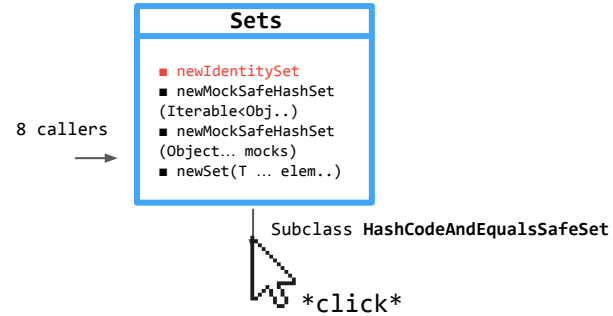 Sets
■ newIdentitySet
■ newMockSafeHashSet
(Iterable<Obj..)
■ newMockSafeHashSet
(Object... mocks)
■ newSet(T ... elem..)
8 callers
Subclass HashCodeAndEqualsSafeSet
*click*